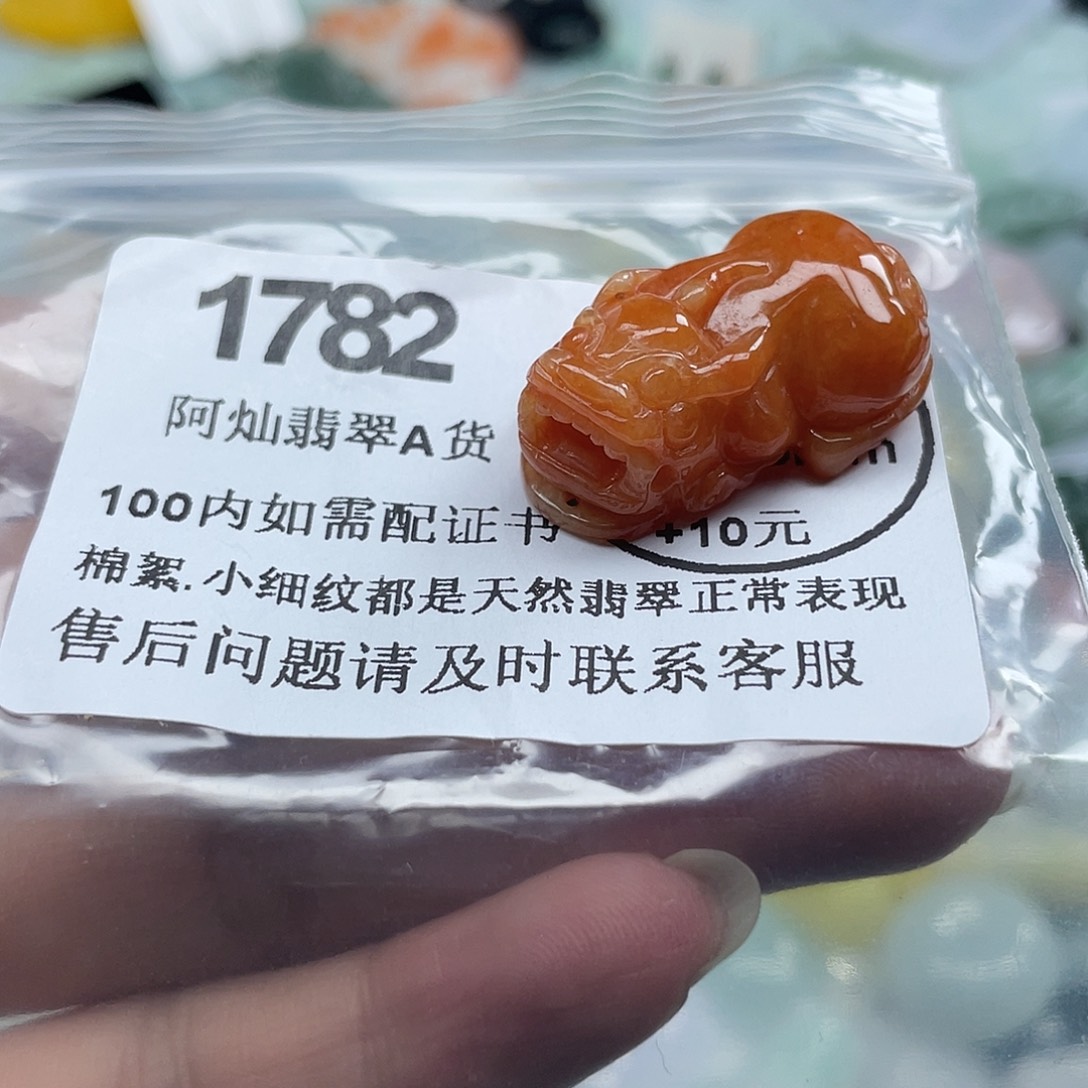 1782
阿灿翡翠A货
100内如需配证书 +10元
棉絮.小细纹都是天然翡翠正常表现
售后问题请及时联系客服